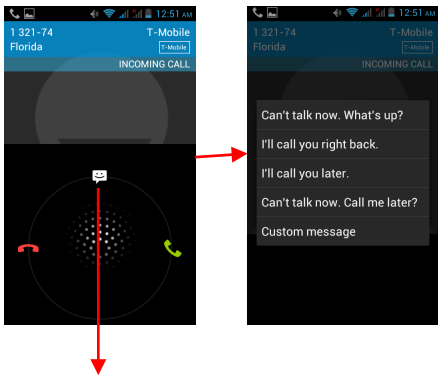 12:51 AM
1 321-74
T-Mobile
Florida
T-Mobile
INCOMING CALL
12:51 AM
1 321-74
T-Mobile
Florida
T-Mobile
INCOMING CALL
Can't talk now. What's up?
I'll call you right back.
I'll call you later.
Can't talk now. Call me later?
Custom message